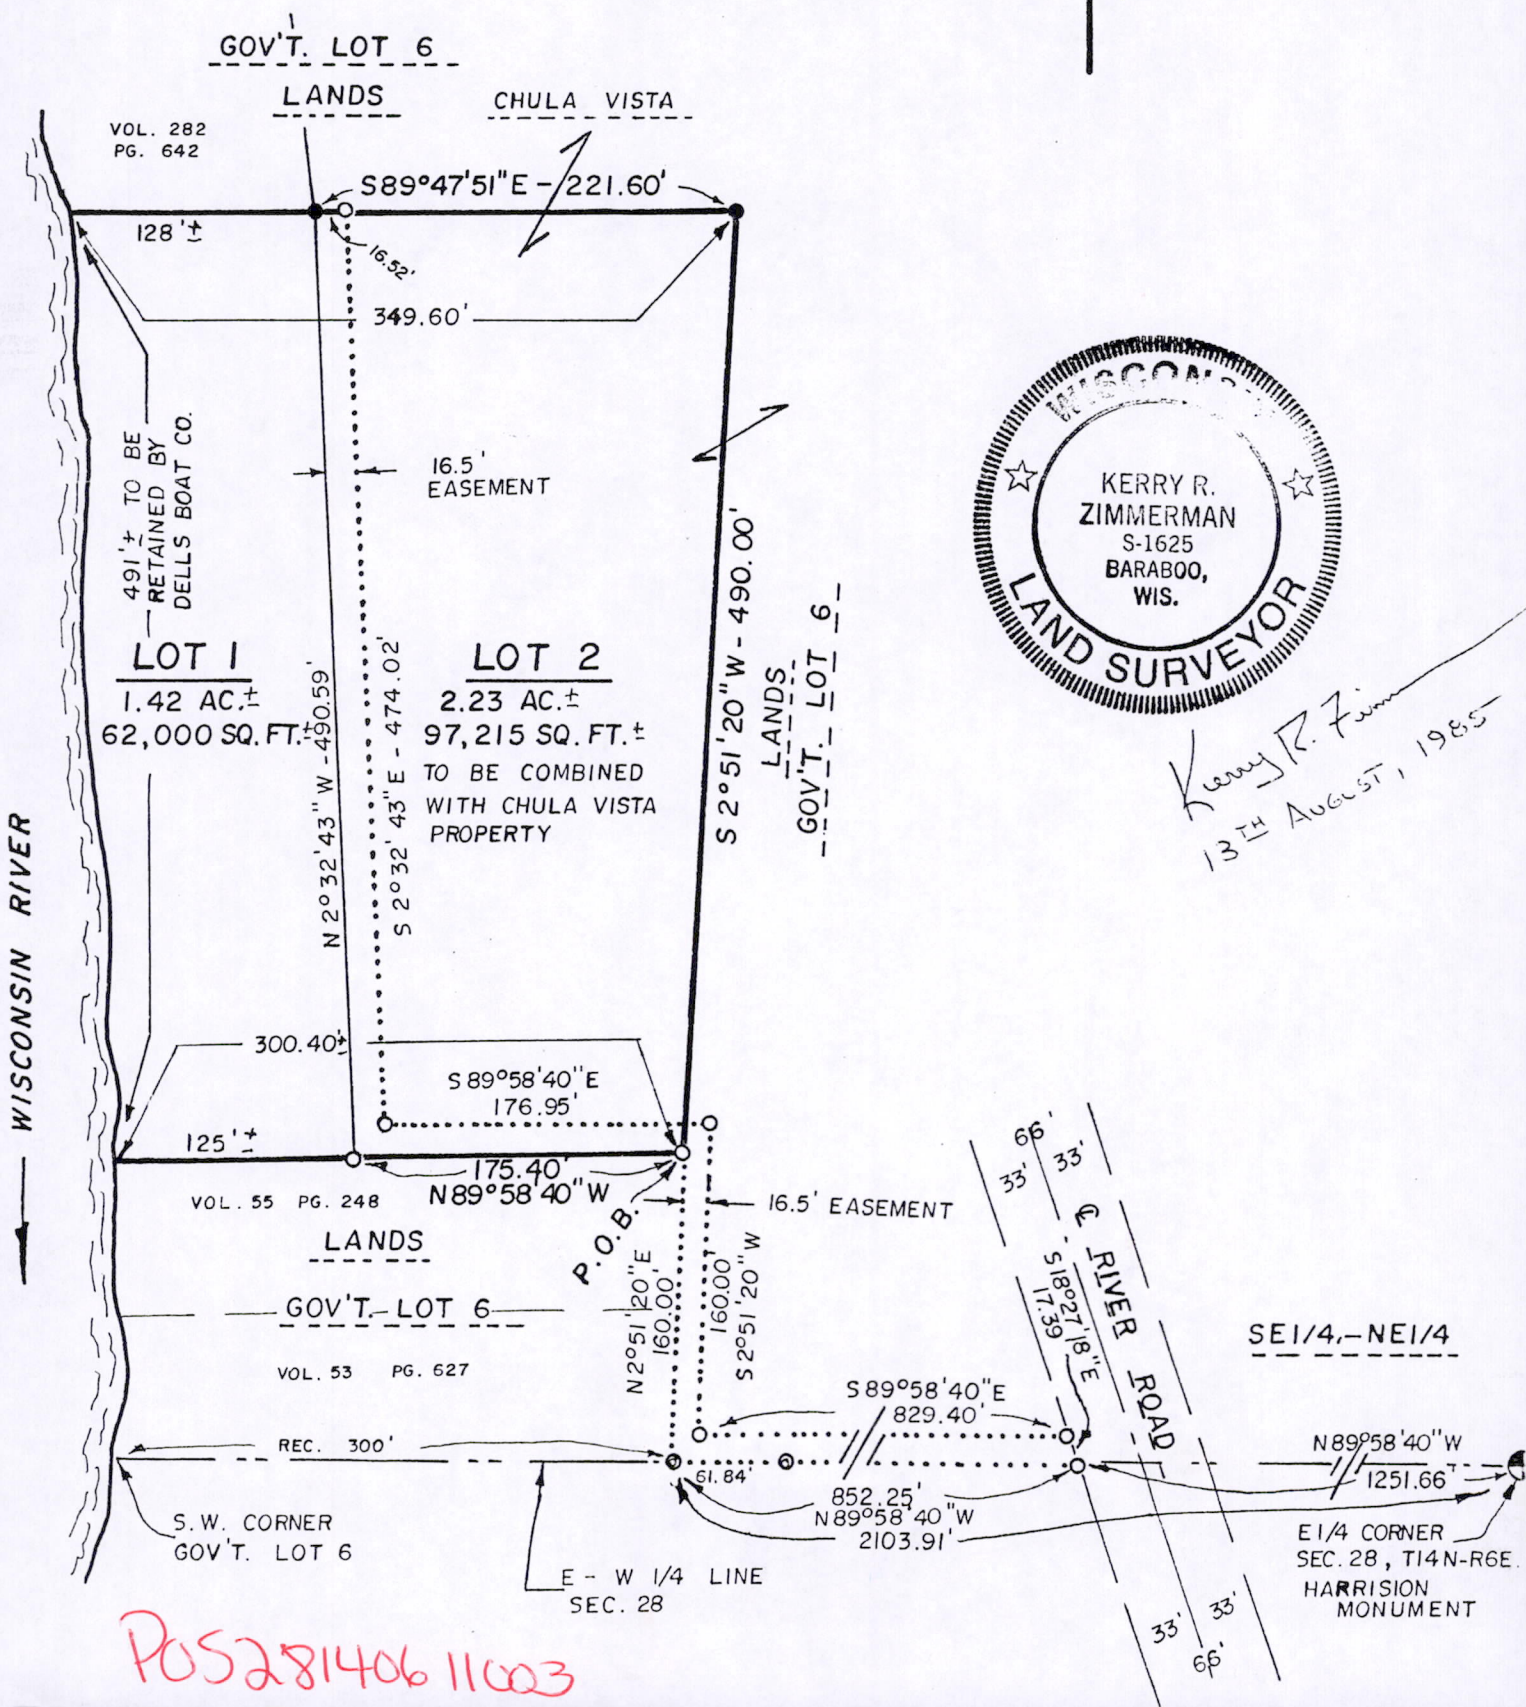 GOV'T. LOT 6
LANDS
CHULA VISTA
VOL. 282
PG. 642
S89°47'51"E - 221.60'
128'±
16.52'
349.60'
491'± TO BE
RETAINED BY
DELLS BOAT CO.
16.5'
EASEMENT
LOT 1
1.42 AC.±
62,000 SQ. FT.±
N 2°32'43" W - 490.59'
S 2°32'43" E - 474.02'
LOT 2
2.23 AC.±
97,215 SQ. FT.±
TO BE COMBINED
WITH CHULA VISTA
PROPERTY
S 2°51'20" W - 490.00'
LANDS
GOV'T. LOT 6
WISCONSIN
KERRY R.
ZIMMERMAN
S-1625
BARABOO,
WIS.
LAND SURVEYOR
Kerry R. Zimm
13TH AUGUST, 1985
WISCONSIN RIVER
300.40'±
S 89°58'40" E
176.95'
125'±
175.40'
N 89°58'40" W
P.O.B.
VOL. 55 PG. 248
LANDS
GOV'T. LOT 6
VOL. 53 PG. 627
N 2°51'20" E
160.00'
160.00'
S 2°51'20" W
16.5' EASEMENT
66'
33' 33'
℄ RIVER ROAD
S 18°27'18" E
17.39
SE1/4.-NE1/4
S 89°58'40" E
829.40'
REC. 300'
61.84'
852.25'
N 89°58'40" W
2103.91'
N 89°58'40" W
1251.66'
S.W. CORNER
GOV'T. LOT 6
E - W 1/4 LINE
SEC. 28
E1/4 CORNER
SEC. 28, T14N-R6E.
HARRISION
MONUMENT
33' 33'
66'
POS28140611003